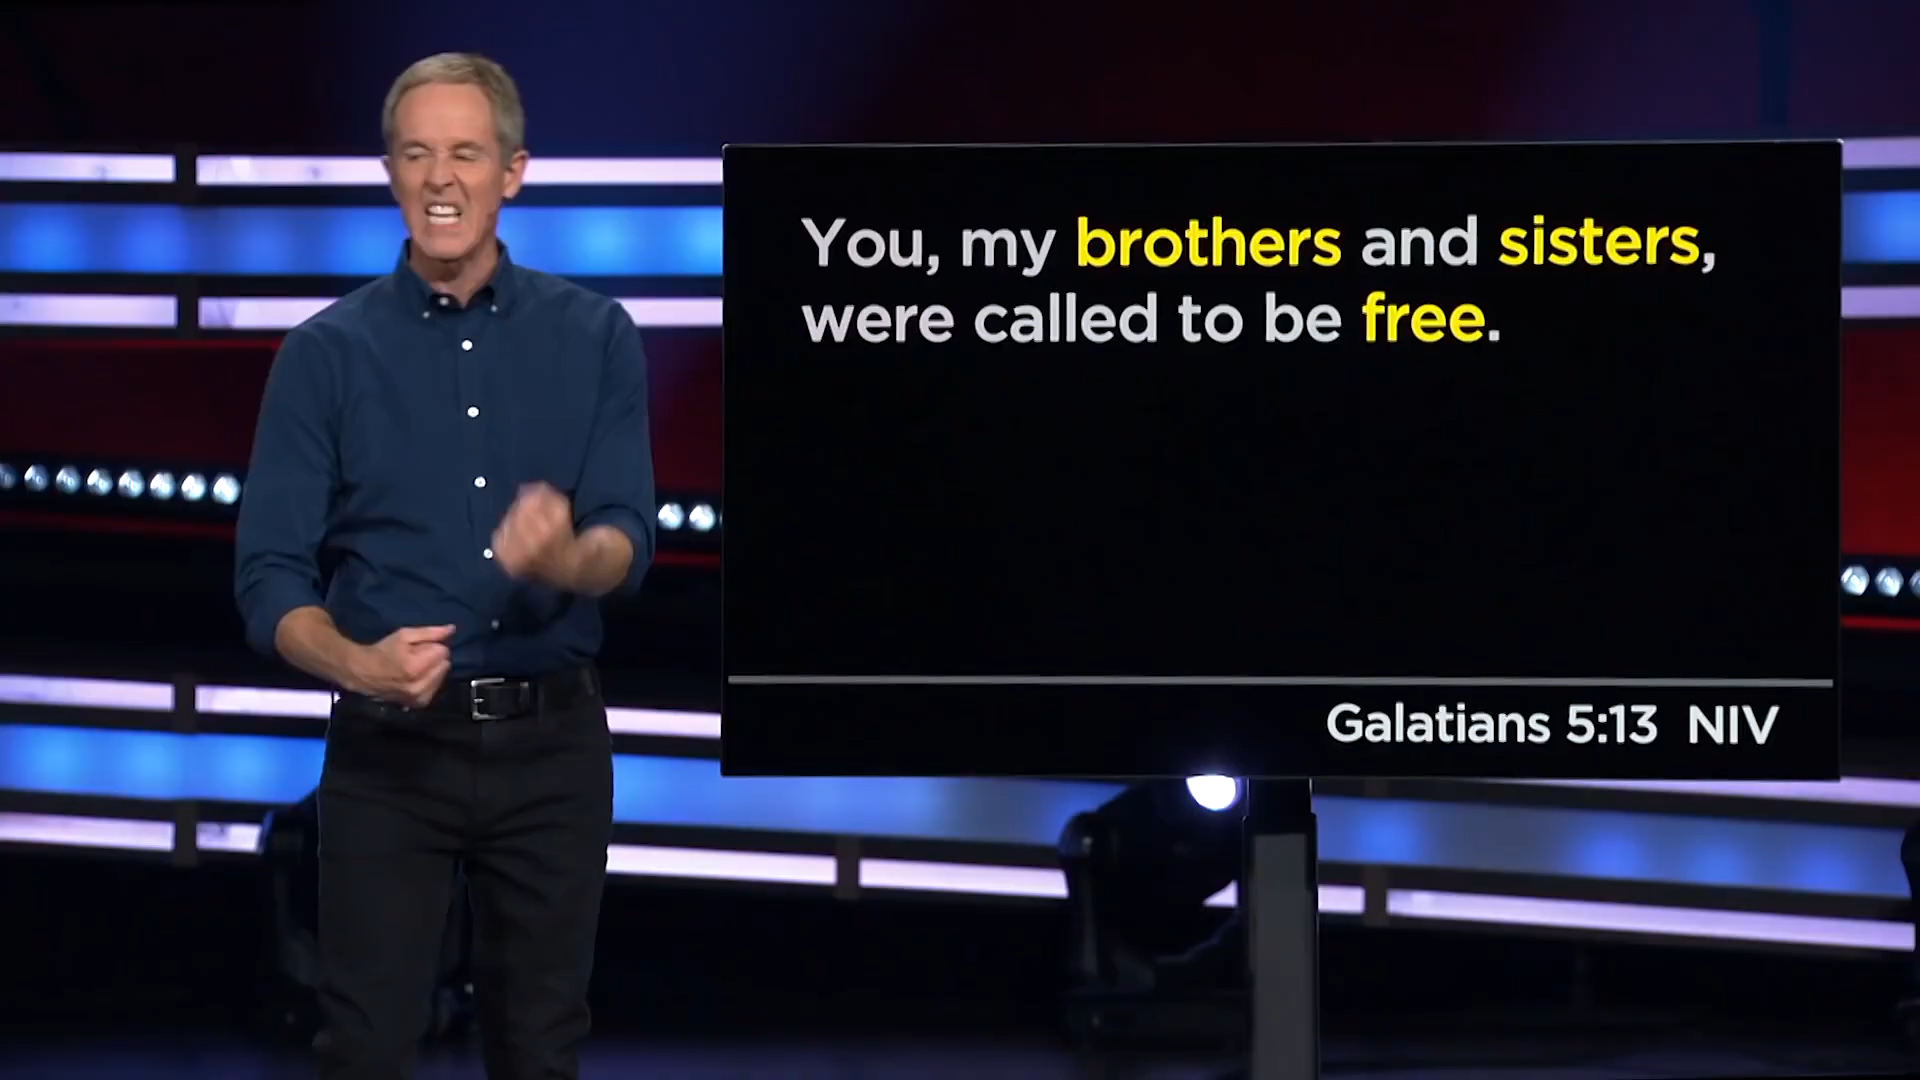 You, my brothers and sisters,
were called to be free.
Galatians 5:13 NIV